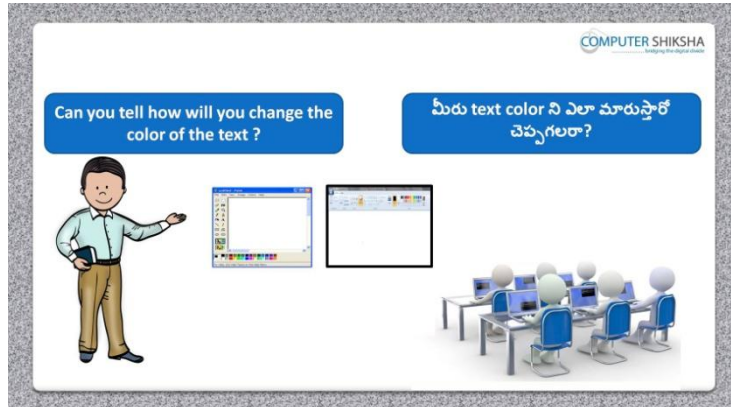 COMPUTER SHIKSHA
bridging the digital divide
Can you tell how will you change the
color of the text ?
మీరు text color ని ఎలా మారుస్తారో
చెప్పగలరా?